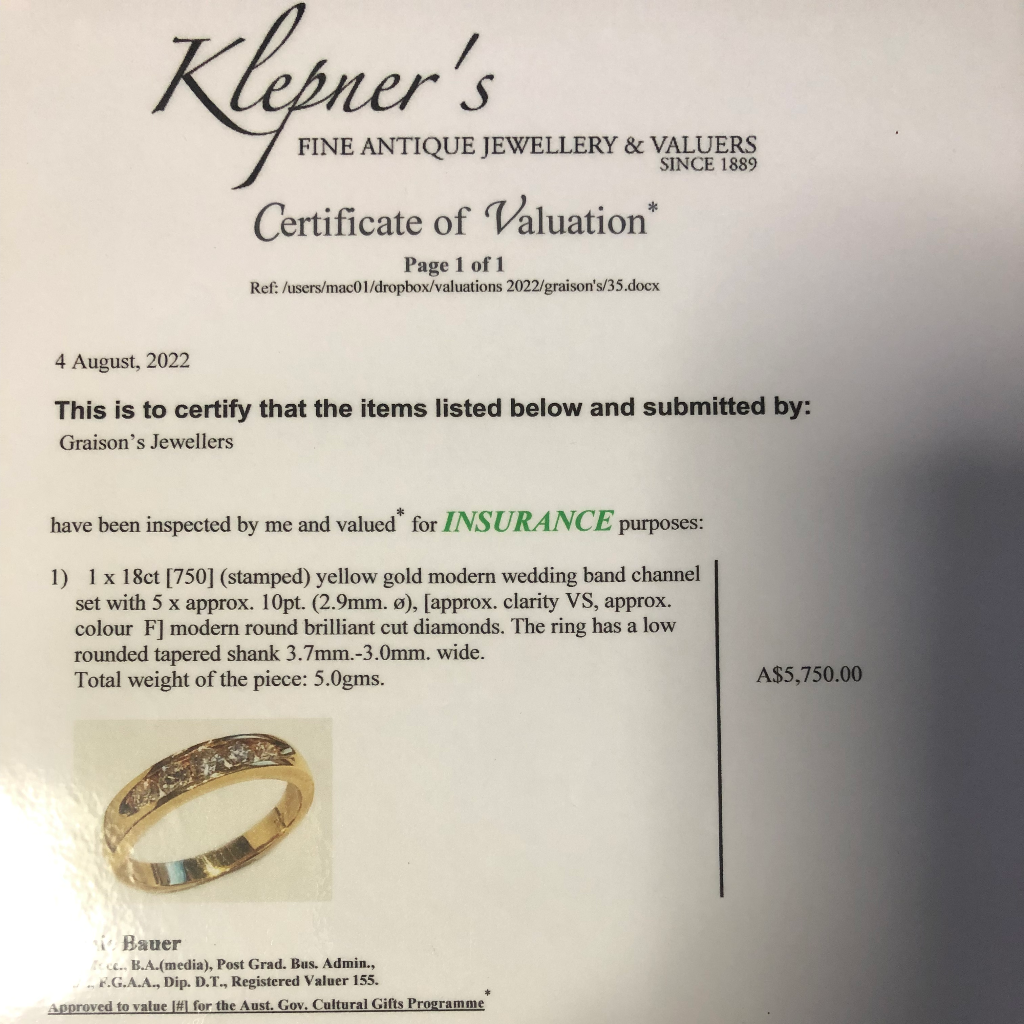 Klepner's
FINE ANTIQUE JEWELLERY & VALUERS
SINCE 1889
Certificate of Valuation*
Page 1 of 1
Ref: /users/mac01/dropbox/valuations 2022/graison's/35.docx
4 August, 2022
This is to certify that the items listed below and submitted by:
Graison's Jewellers
have been inspected by me and valued* for INSURANCE purposes:
1) 1 x 18ct [750] (stamped) yellow gold modern wedding band channel
set with 5 x approx. 10pt. (2.9mm. ø), [approx. clarity VS, approx.
colour F] modern round brilliant cut diamonds. The ring has a low
rounded tapered shank 3.7mm.-3.0mm. wide.
Total weight of the piece: 5.0gms.
A$5,750.00
Bauer
B.A.(media), Post Grad. Bus. Admin.,
F.G.A.A., Dip. D.T., Registered Valuer 155.
Approved to value [#] for the Aust. Gov. Cultural Gifts Programme*